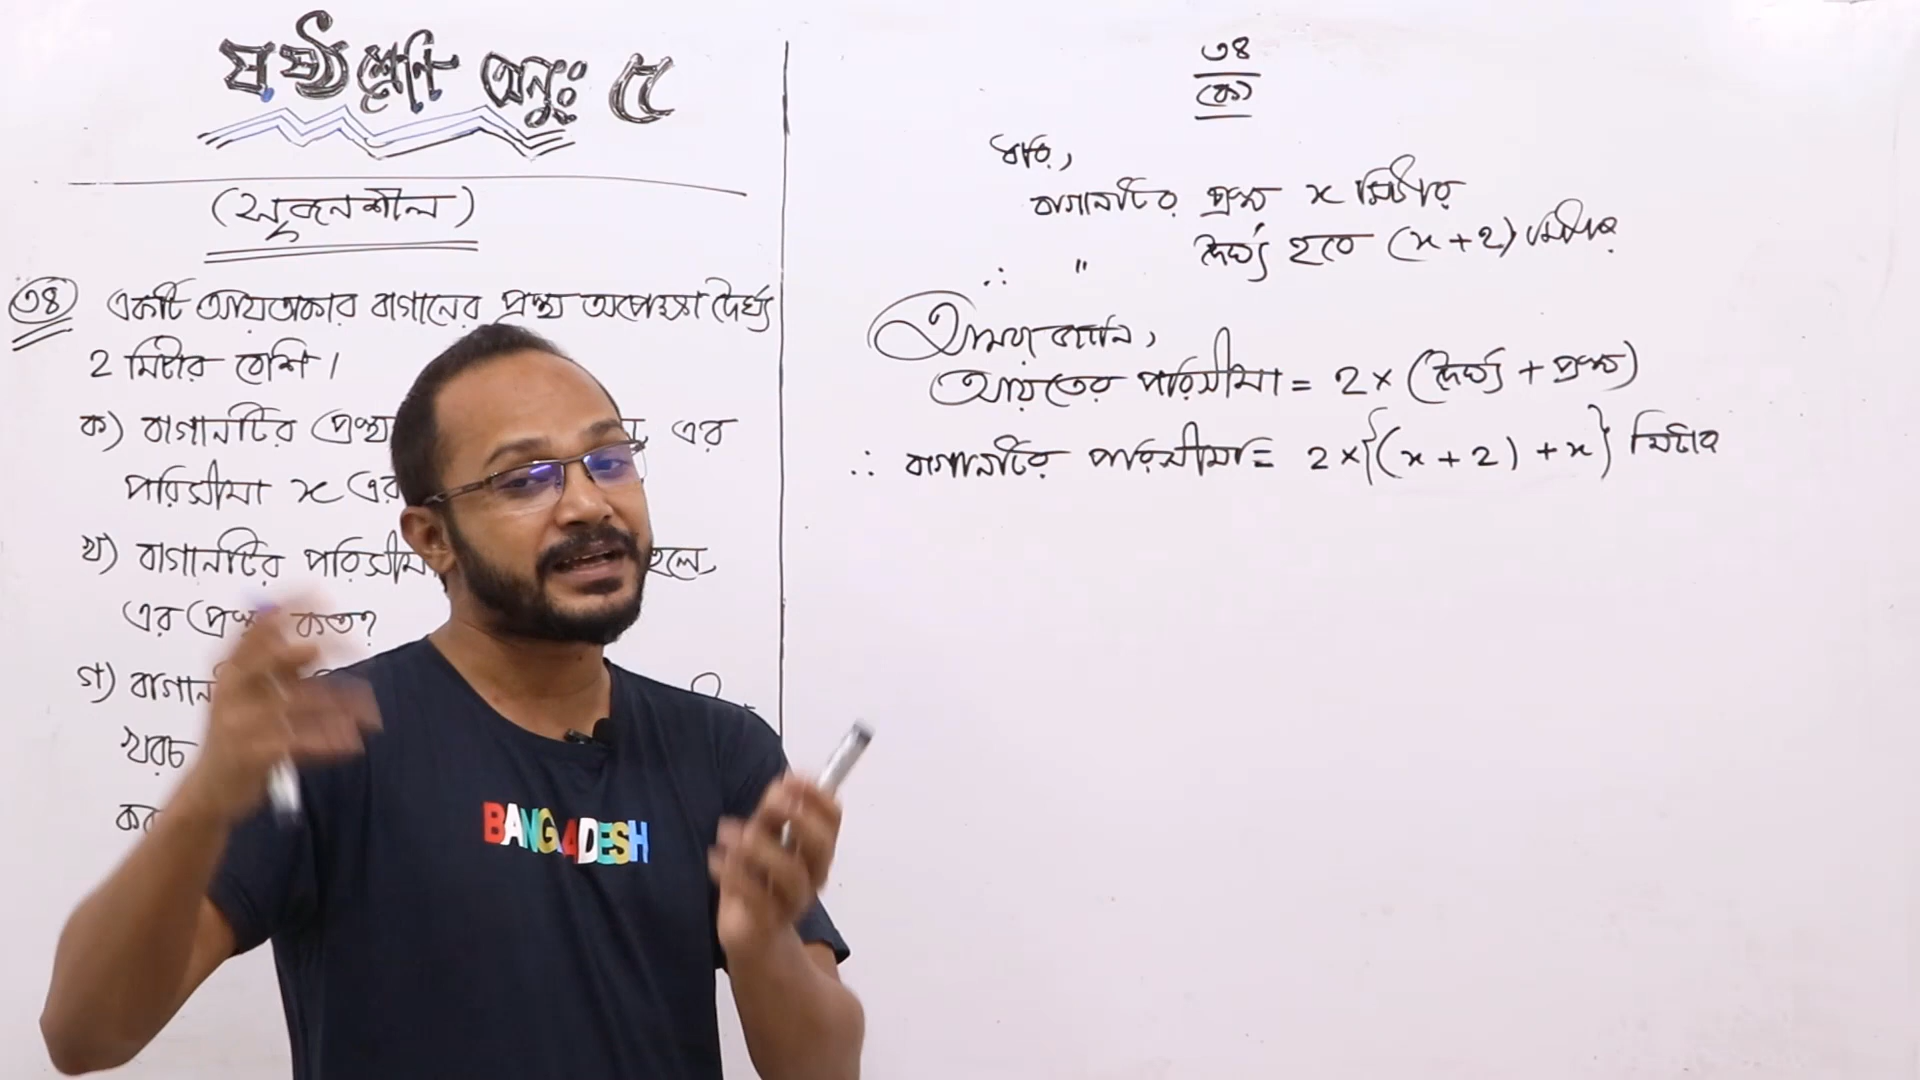 ষষ্ঠ শ্রেণি অনুঃ ৫
(সৃজনশীল)
৩৪ একটি আয়তাকার বাগানের প্রস্থ অপেক্ষা দৈর্ঘ্য
2 মিটার বেশি।
ক) বাগানটির প্রস্থ এর
পরিসীমা x এর
খ) বাগানটির পরিসীমা হলে,
এর প্রস্থ কত?
গ) বাগান
খরচ
৩৪
(ক)
ধরি,
বাগানটির প্রস্থ x মিটার
∴ " দৈর্ঘ্য হবে (x + 2) মিটার
আমরা জানি,
আয়তের পরিসীমা = 2 × (দৈর্ঘ্য + প্রস্থ)
∴ বাগানটির পরিসীমা = 2 × {(x + 2) + x} মিটার
BANGLADESH